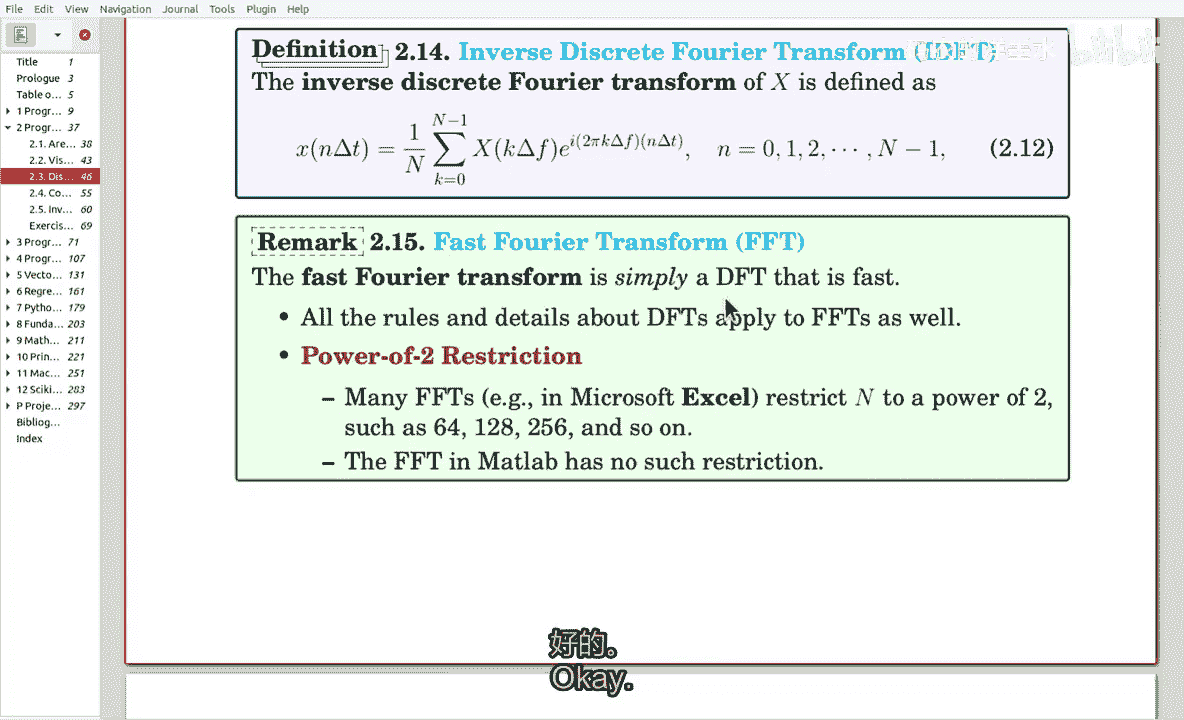 File Edit View Navigation Journal Tools Plugin Help
Title 1
Prologue 3
Table o... 5
1 Progr... 9
2 Progr... 37
2.1. Are... 38
2.2. Vis... 43
2.3. Dis... 46
2.4. Co... 55
2.5. Inv... 60
Exercis... 69
3 Progr... 71
4 Progr... 107
5 Vecto... 131
6 Regre... 161
7 Pytho... 179
8 Funda... 203
9 Math... 211
10 Prin... 221
11 Mac... 251
12 Sciki... 283
P Proje... 297
Bibliog...
Index
Definition 2.14. Inverse Discrete Fourier Transform (IDFT)
The inverse discrete Fourier transform of X is defined as
x(nΔt) = 1/N ∑_{k=0}^{N−1} X(kΔf)e^{i(2πkΔf)(nΔt)}, n = 0, 1, 2, ⋯, N − 1, (2.12)
Remark 2.15. Fast Fourier Transform (FFT)
The fast Fourier transform is simply a DFT that is fast.
• All the rules and details about DFTs apply to FFTs as well.
• Power-of-2 Restriction
– Many FFTs (e.g., in Microsoft Excel) restrict N to a power of 2,
such as 64, 128, 256, and so on.
– The FFT in Matlab has no such restriction.
好的。
Okay.